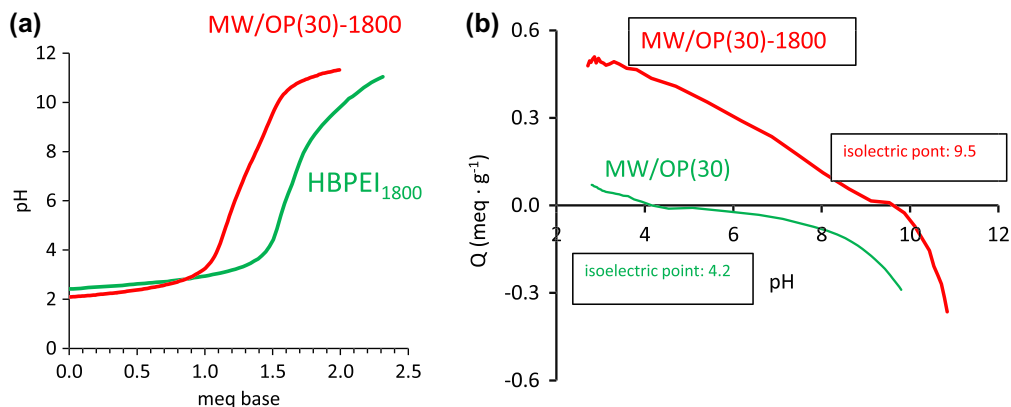 (a)
MW/OP(30)-1800
12
10
8
6
4
2
0
pH
HBPEI1800
0.0 0.5 1.0 1.5 2.0 2.5
meq base
(b)
0.6
0.3
0.0
-0.3
-0.6
Q (meq · g-1)
MW/OP(30)-1800
isolectric pont: 9.5
MW/OP(30)
2 4 6 8 10 12
isoelectric point: 4.2
pH